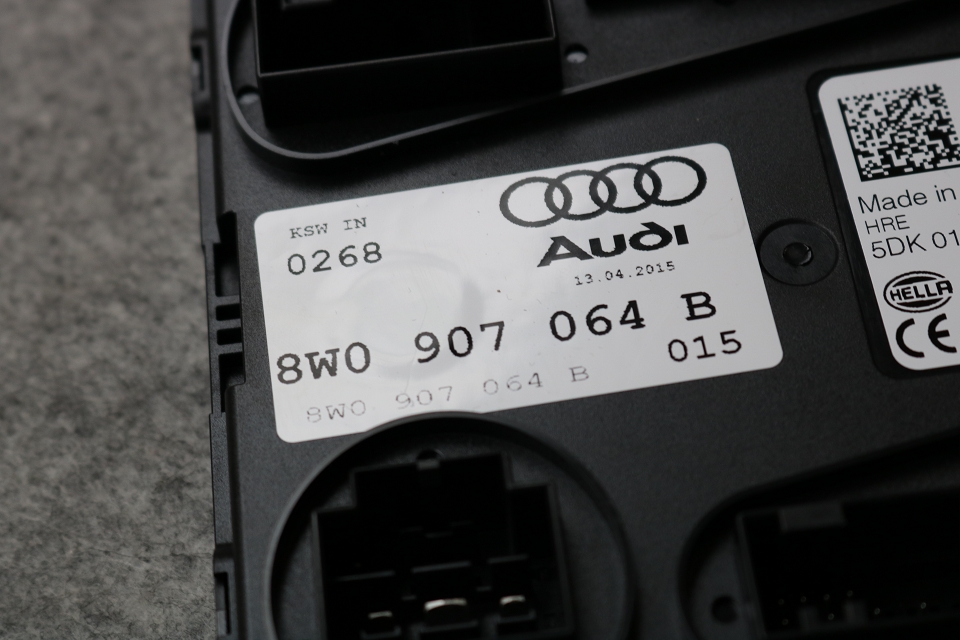 KSW IN
0268
Audi
13.04.2015
8W0 907 064 B
015
8W0 907 064 B
Made in
HRE
5DK 01
HELLA
CE